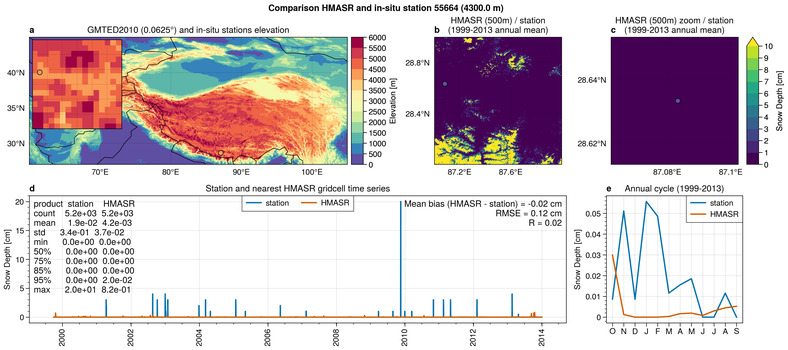 Comparison HMASR and in-situ station 55664 (4300.0 m)
a GMTED2010 (0.0625°) and in-situ stations elevation
40°N
35°N
30°N
70°E 80°E 90°E 100°E
6000
5500
5000
4500
4000
3500
3000
2500
2000
1500
1000
500
0
Elevation [m]
b HMASR (500m) / station
(1999-2013 annual mean)
28.8°N
28.4°N
87.2°E 87.6°E
c HMASR (500m) zoom / station
(1999-2013 annual mean)
28.64°N
28.62°N
87.08°E 87.1°E
10
9
8
7
6
5
4
3
2
1
0
Snow Depth [cm]
d Station and nearest HMASR gridcell time series
product station HMASR
count 5.2e+03 5.2e+03
mean 1.9e-02 4.2e-03
std 3.4e-01 3.7e-02
min 0.0e+00 0.0e+00
50% 0.0e+00 0.0e+00
75% 0.0e+00 0.0e+00
85% 0.0e+00 0.0e+00
95% 0.0e+00 2.0e-02
max 2.0e+01 8.2e-01
station HMASR
Mean bias (HMASR - station) = -0.02 cm
RMSE = 0.12 cm
R = 0.02
20
15
10
5
0
Snow Depth [cm]
2000 2002 2004 2006 2008 2010 2012 2014
e Annual cycle (1999-2013)
station
HMASR
0.05
0.04
0.03
0.02
0.01
0
Snow Depth [cm]
O N D J F M A M J J A S